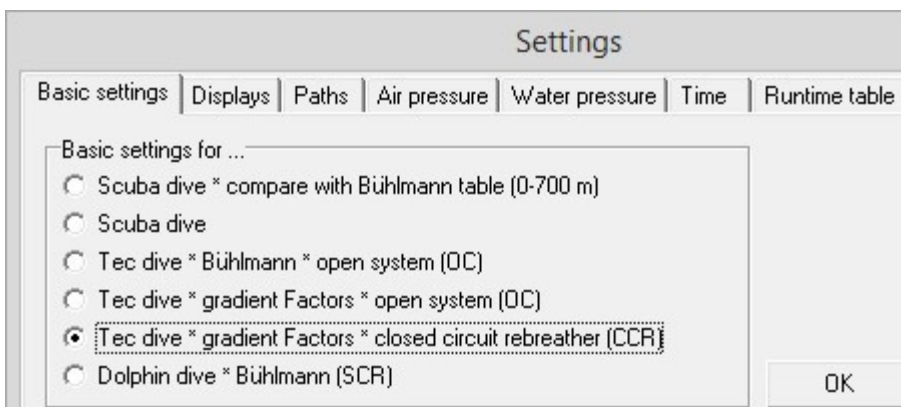 Settings
Basic settings Displays Paths Air pressure Water pressure Time Runtime table
Basic settings for ...
Scuba dive * compare with Bühlmann table (0-700 m)
Scuba dive
Tec dive * Bühlmann * open system (OC)
Tec dive * gradient Factors * open system (OC)
Tec dive * gradient Factors * closed circuit rebreather (CCR)
Dolphin dive * Bühlmann (SCR)
OK